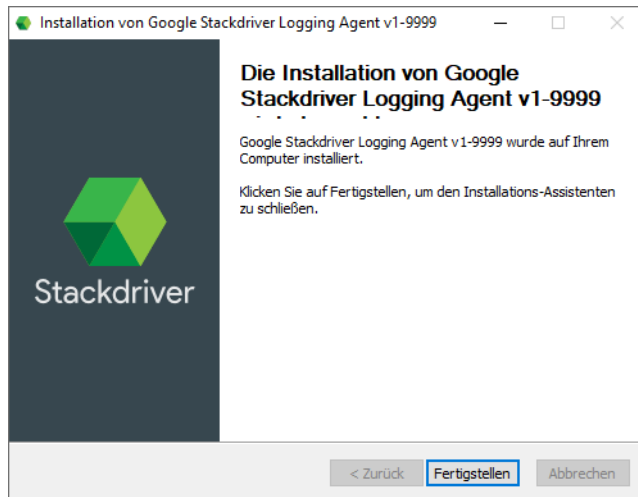 Installation von Google Stackdriver Logging Agent v1-9999
Die Installation von Google
Stackdriver Logging Agent v1-9999
Google Stackdriver Logging Agent v1-9999 wurde auf Ihrem
Computer installiert.
Klicken Sie auf Fertigstellen, um den Installations-Assistenten
zu schließen.
Stackdriver
< Zurück
Fertigstellen
Abbrechen